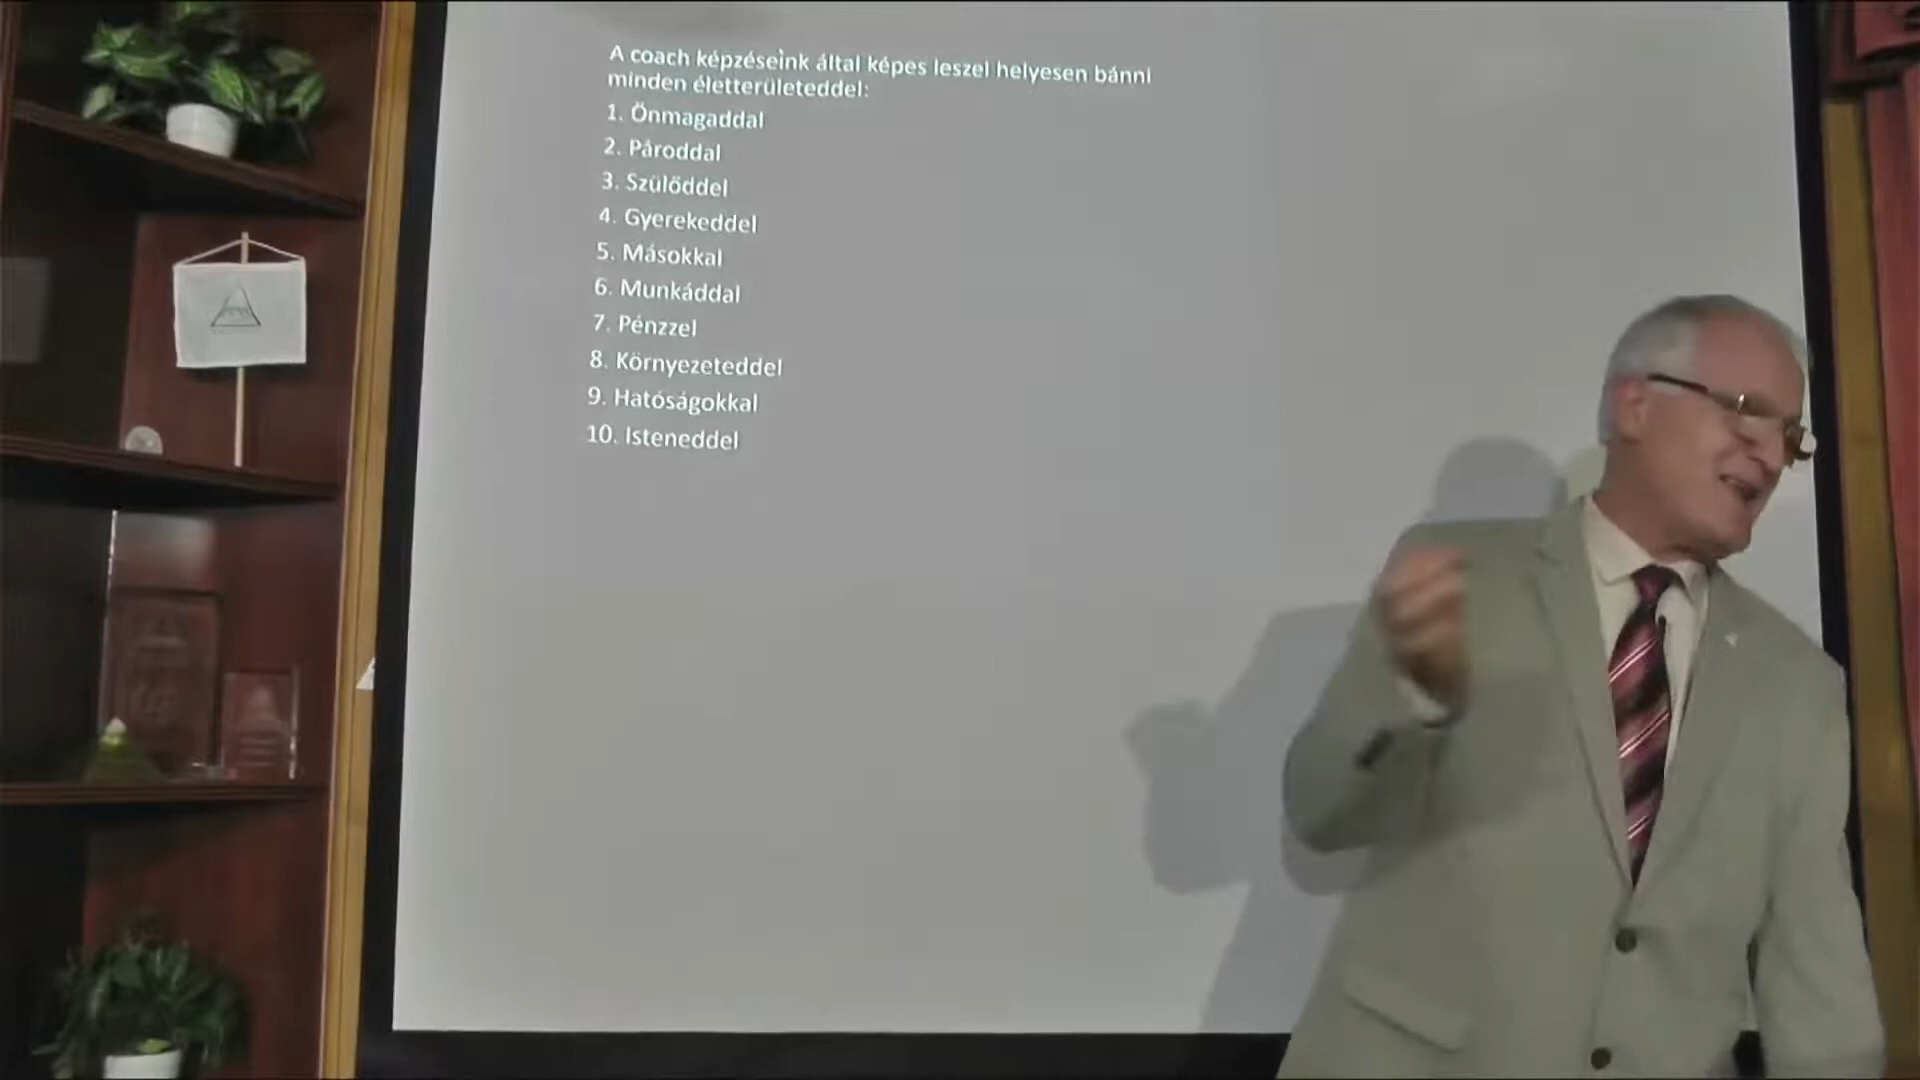 A coach képzéseink által képes leszel helyesen bánni
minden életterületeddel:
1. Önmagaddal
2. Pároddal
3. Szülőddel
4. Gyerekeddel
5. Másokkal
6. Munkáddal
7. Pénzzel
8. Környezeteddel
9. Hatóságokkal
10. Isteneddel